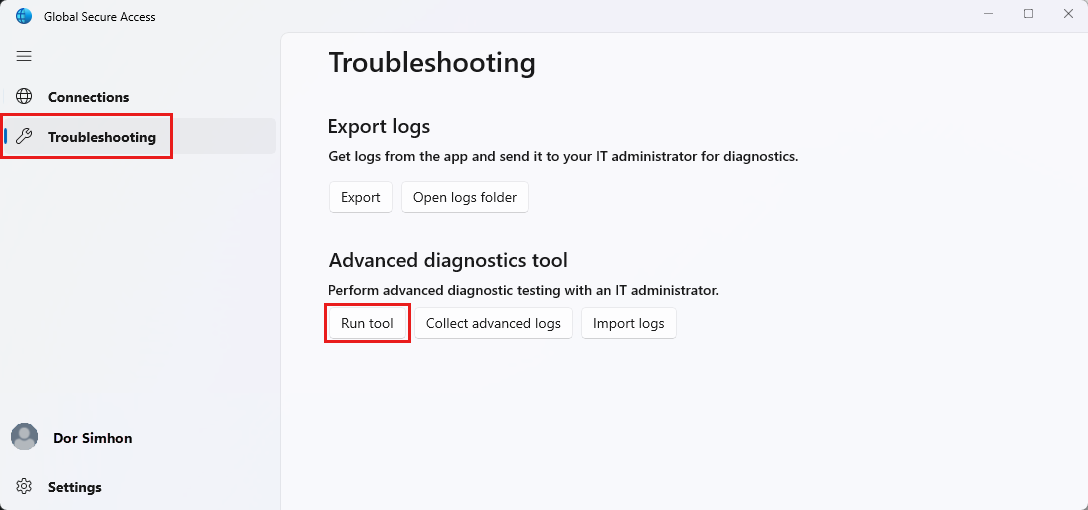 Global Secure Access
Connections
Troubleshooting
Dor Simhon
Settings
Troubleshooting
Export logs
Get logs from the app and send it to your IT administrator for diagnostics.
Export
Open logs folder
Advanced diagnostics tool
Perform advanced diagnostic testing with an IT administrator.
Run tool
Collect advanced logs
Import logs